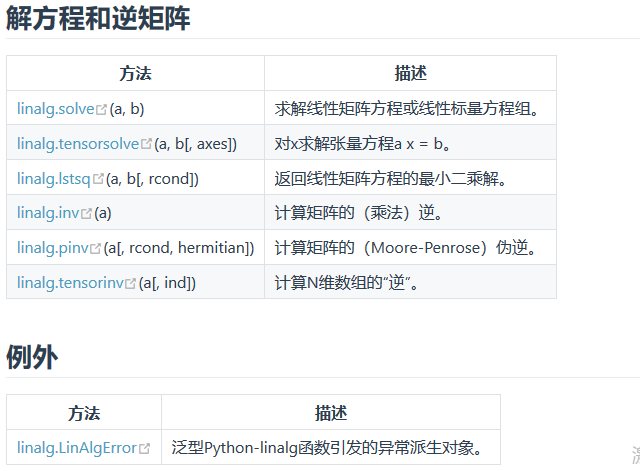 解方程和逆矩阵
方法 描述
linalg.solve(a, b) 求解线性矩阵方程或线性标量方程组。
linalg.tensorsolve(a, b[, axes]) 对x求解张量方程a x = b。
linalg.lstsq(a, b[, rcond]) 返回线性矩阵方程的最小二乘解。
linalg.inv(a) 计算矩阵的（乘法）逆。
linalg.pinv(a[, rcond, hermitian]) 计算矩阵的（Moore-Penrose）伪逆。
linalg.tensorinv(a[, ind]) 计算N维数组的“逆”。
例外
方法 描述
linalg.LinAlgError 泛型Python-linalg函数引发的异常派生对象。